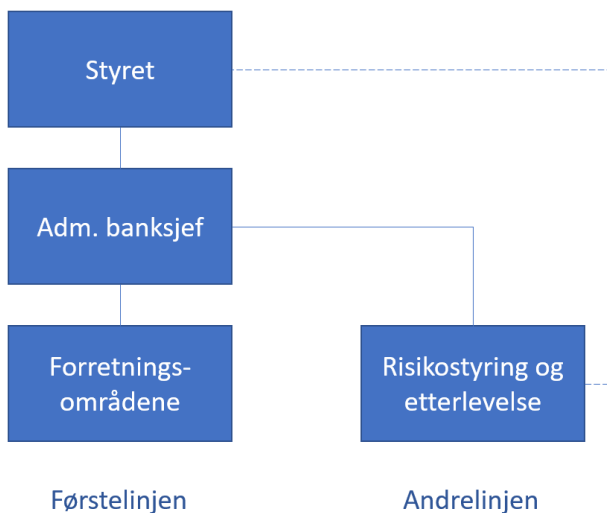 Styret
Adm. banksjef
Forretnings-
områdene
Risikostyring og
etterlevelse
Førstelinjen
Andrelinjen